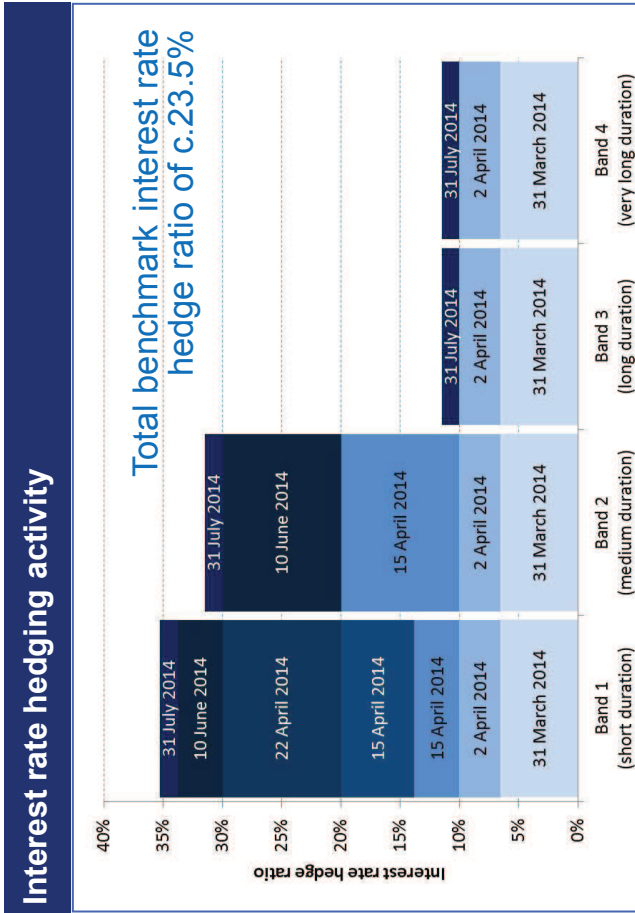 Interest rate hedging activity
Total benchmark interest rate
hedge ratio of c.23.5%
Interest rate hedge ratio
40%
35%
30%
25%
20%
15%
10%
5%
0%
31 July 2014
10 June 2014
22 April 2014
15 April 2014
15 April 2014
2 April 2014
31 March 2014
31 July 2014
10 June 2014
15 April 2014
2 April 2014
31 March 2014
31 July 2014
2 April 2014
31 March 2014
31 July 2014
2 April 2014
31 March 2014
Band 1
(short duration)
Band 2
(medium duration)
Band 3
(long duration)
Band 4
(very long duration)